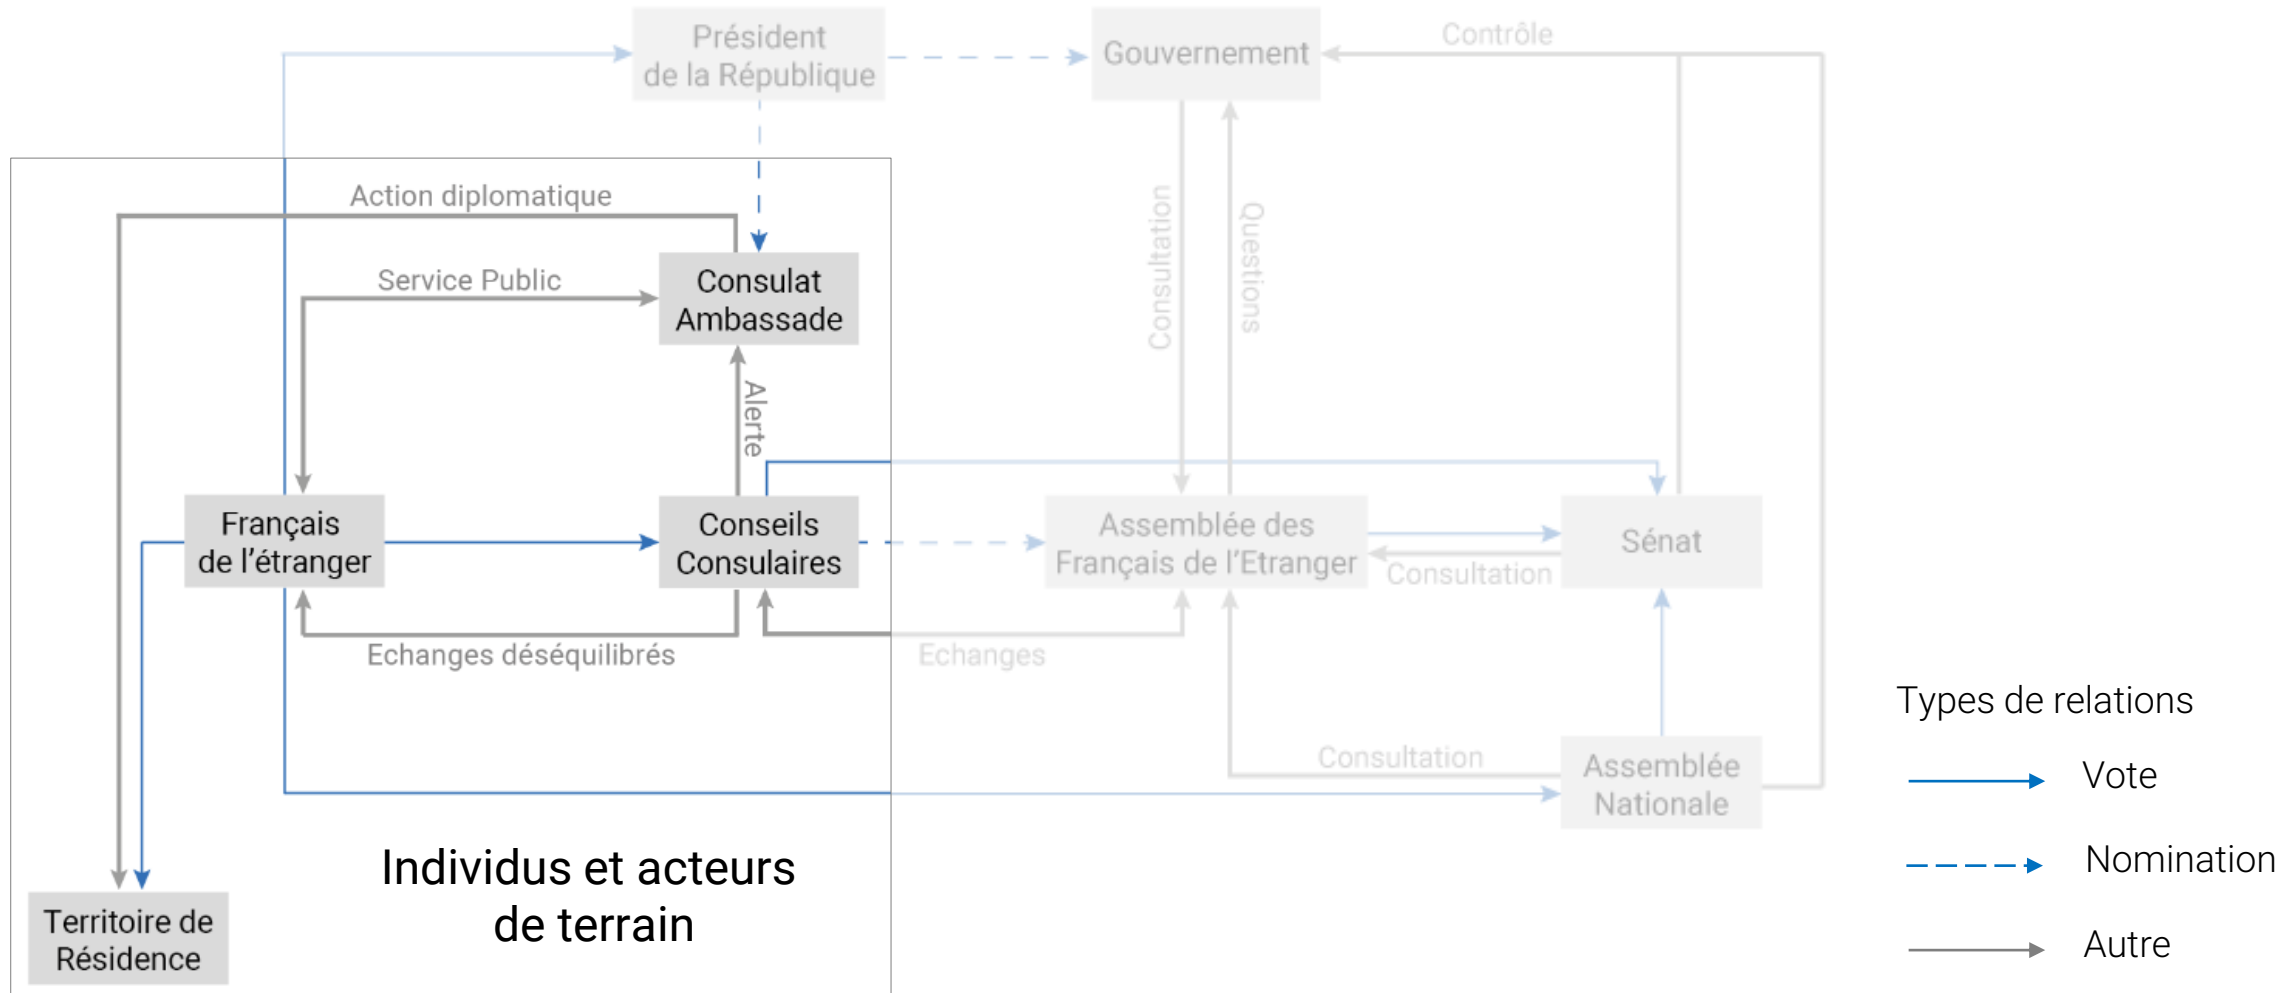 Président
de la République
Gouvernement
Contrôle
Action diplomatique
Service Public
Consulat
Ambassade
Consultation
Questions
Alerte
Français
de l'étranger
Conseils
Consulaires
Assemblée des
Français de l'Etranger
Sénat
Consultation
Echanges déséquilibrés
Echanges
Consultation
Assemblée
Nationale
Individus et acteurs
de terrain
Territoire de
Résidence
Types de relations
Vote
Nomination
Autre